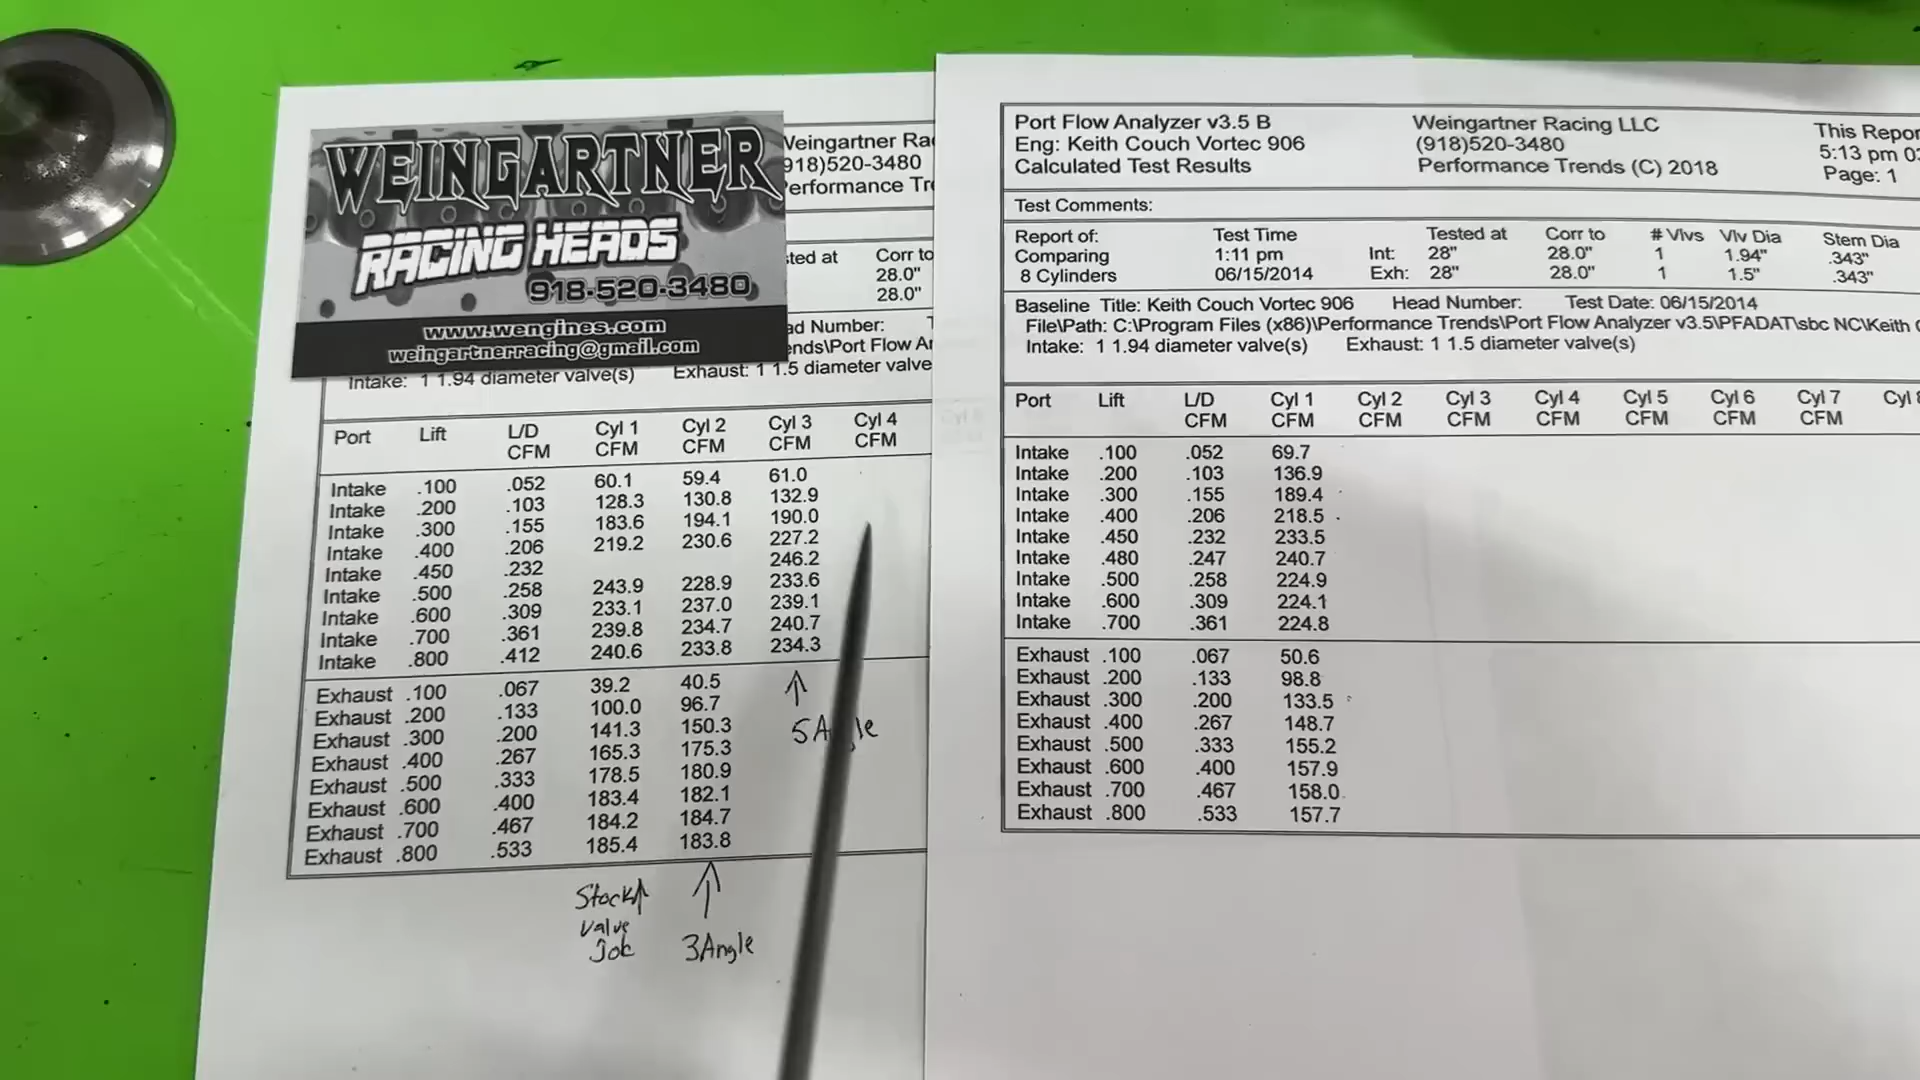 WEINGARTNER
RACING HEADS
918-520-3480
www.wengines.com
weingartnerracing@gmail.com
Weingartner Ra
918)520-3480
Performance Tr
sted at Corr to
28.0"
28.0"
ad Number:
ends\Port Flow A
Intake: 1 1.94 diameter valve(s) Exhaust: 1 1.5 diameter valve
Port Lift L/D CFM Cyl 1 CFM Cyl 2 CFM Cyl 3 CFM Cyl 4 CFM
Intake .100 .052 60.1 59.4 61.0
Intake .200 .103 128.3 130.8 132.9
Intake .300 .155 183.6 194.1 190.0
Intake .400 .206 219.2 230.6 227.2
Intake .450 .232 246.2
Intake .500 .258 243.9 228.9 233.6
Intake .600 .309 233.1 237.0 239.1
Intake .700 .361 239.8 234.7 240.7
Intake .800 .412 240.6 233.8 234.3
Exhaust .100 .067 39.2 40.5
Exhaust .200 .133 100.0 96.7
Exhaust .300 .200 141.3 150.3
Exhaust .400 .267 165.3 175.3
Exhaust .500 .333 178.5 180.9
Exhaust .600 .400 183.4 182.1
Exhaust .700 .467 184.2 184.7
Exhaust .800 .533 185.4 183.8
Stock
Valve
Job
3 Angle
Port Flow Analyzer v3.5 B Weingartner Racing LLC This Repor
Eng: Keith Couch Vortec 906 (918)520-3480 5:13 pm 0
Calculated Test Results Performance Trends (C) 2018 Page: 1
Test Comments:
Report of: Test Time Tested at Corr to # Vlvs Vlv Dia Stem Dia
Comparing 1:11 pm Int: 28" 28.0" 1 1.94" .343"
8 Cylinders 06/15/2014 Exh: 28" 28.0" 1 1.5" .343"
Baseline Title: Keith Couch Vortec 906 Head Number: Test Date: 06/15/2014
File\Path: C:\Program Files (x86)\Performance Trends\Port Flow Analyzer v3.5\PFADAT\sbc NC\Keith
Intake: 1 1.94 diameter valve(s) Exhaust: 1 1.5 diameter valve(s)
Port Lift L/D CFM Cyl 1 CFM Cyl 2 CFM Cyl 3 CFM Cyl 4 CFM Cyl 5 CFM Cyl 6 CFM Cyl 7 CFM Cyl
Intake .100 .052 69.7
Intake .200 .103 136.9
Intake .300 .155 189.4
Intake .400 .206 218.5
Intake .450 .232 233.5
Intake .480 .247 240.7
Intake .500 .258 224.9
Intake .600 .309 224.1
Intake .700 .361 224.8
Exhaust .100 .067 50.6
Exhaust .200 .133 98.8
Exhaust .300 .200 133.5
Exhaust .400 .267 148.7
Exhaust .500 .333 155.2
Exhaust .600 .400 157.9
Exhaust .700 .467 158.0
Exhaust .800 .533 157.7